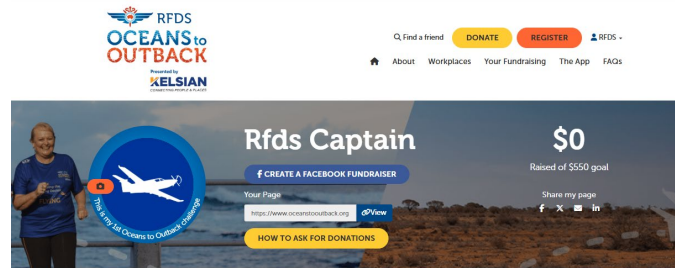 RFDS
OCEANS to
OUTBACK
Presented by
KELSIAN
CONNECTING PEOPLE & PLACES
Find a friend
DONATE
REGISTER
RFDS
About
Workplaces
Your Fundraising
The App
FAQs
This is my 1st Oceans to Outback challenge
Rfds Captain
CREATE A FACEBOOK FUNDRAISER
Your Page
https://www.oceanstooutback.org
View
HOW TO ASK FOR DONATIONS
$0
Raised of $550 goal
Share my page